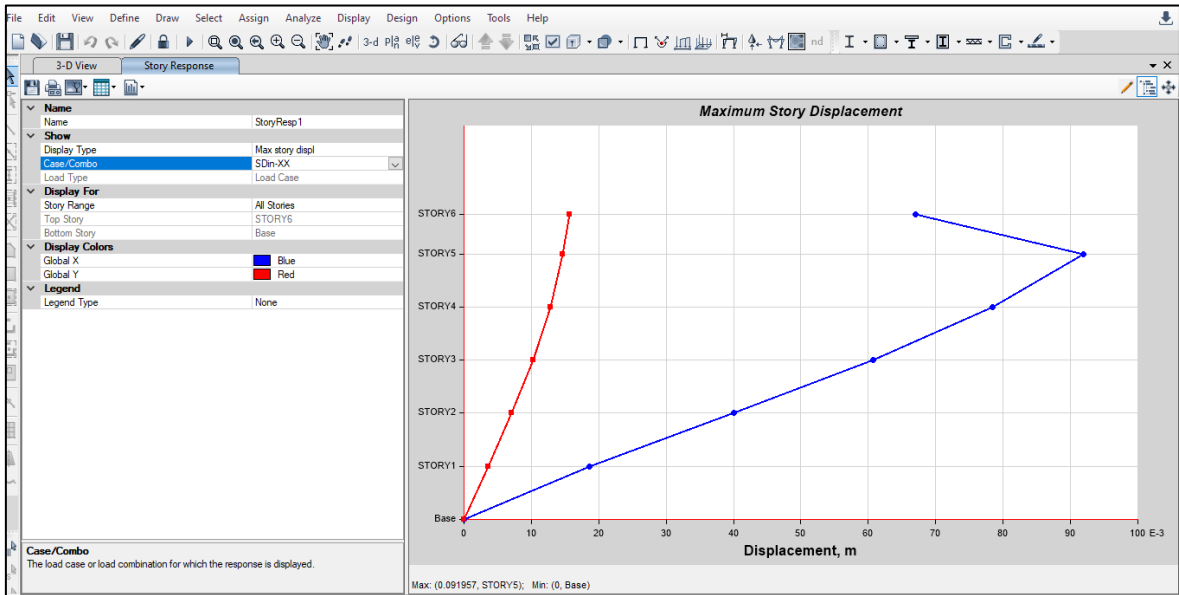 File Edit View Define Draw Select Assign Analyze Display Design Options Tools Help
3-d
nd
3-D View Story Response
Name
Name StoryResp1
Show
Display Type Max story displ
Case/Combo SDin-XX
Load Type Load Case
Display For
Story Range All Stories
Top Story STORY6
Bottom Story Base
Display Colors
Global X Blue
Global Y Red
Legend
Legend Type None
Case/Combo
The load case or load combination for which the response is displayed.
Maximum Story Displacement
STORY6
STORY5
STORY4
STORY3
STORY2
STORY1
Base
0 10 20 30 40 50 60 70 80 90 100 E-3
Displacement, m
Max: (0.091957, STORY5); Min: (0, Base)